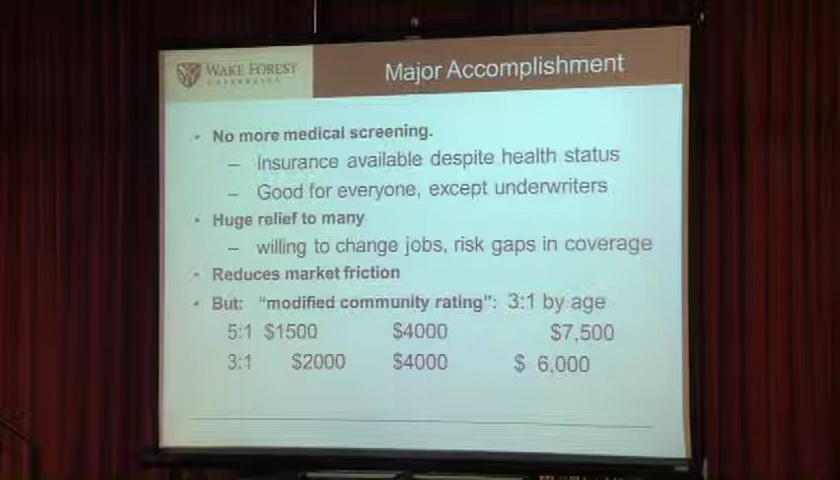 WAKE FOREST
UNIVERSITY
Major Accomplishment
• No more medical screening.
– Insurance available despite health status
– Good for everyone, except underwriters
• Huge relief to many
– willing to change jobs, risk gaps in coverage
• Reduces market friction
• But: "modified community rating": 3:1 by age
5:1 $1500 $4000 $7,500
3:1 $2000 $4000 $ 6,000